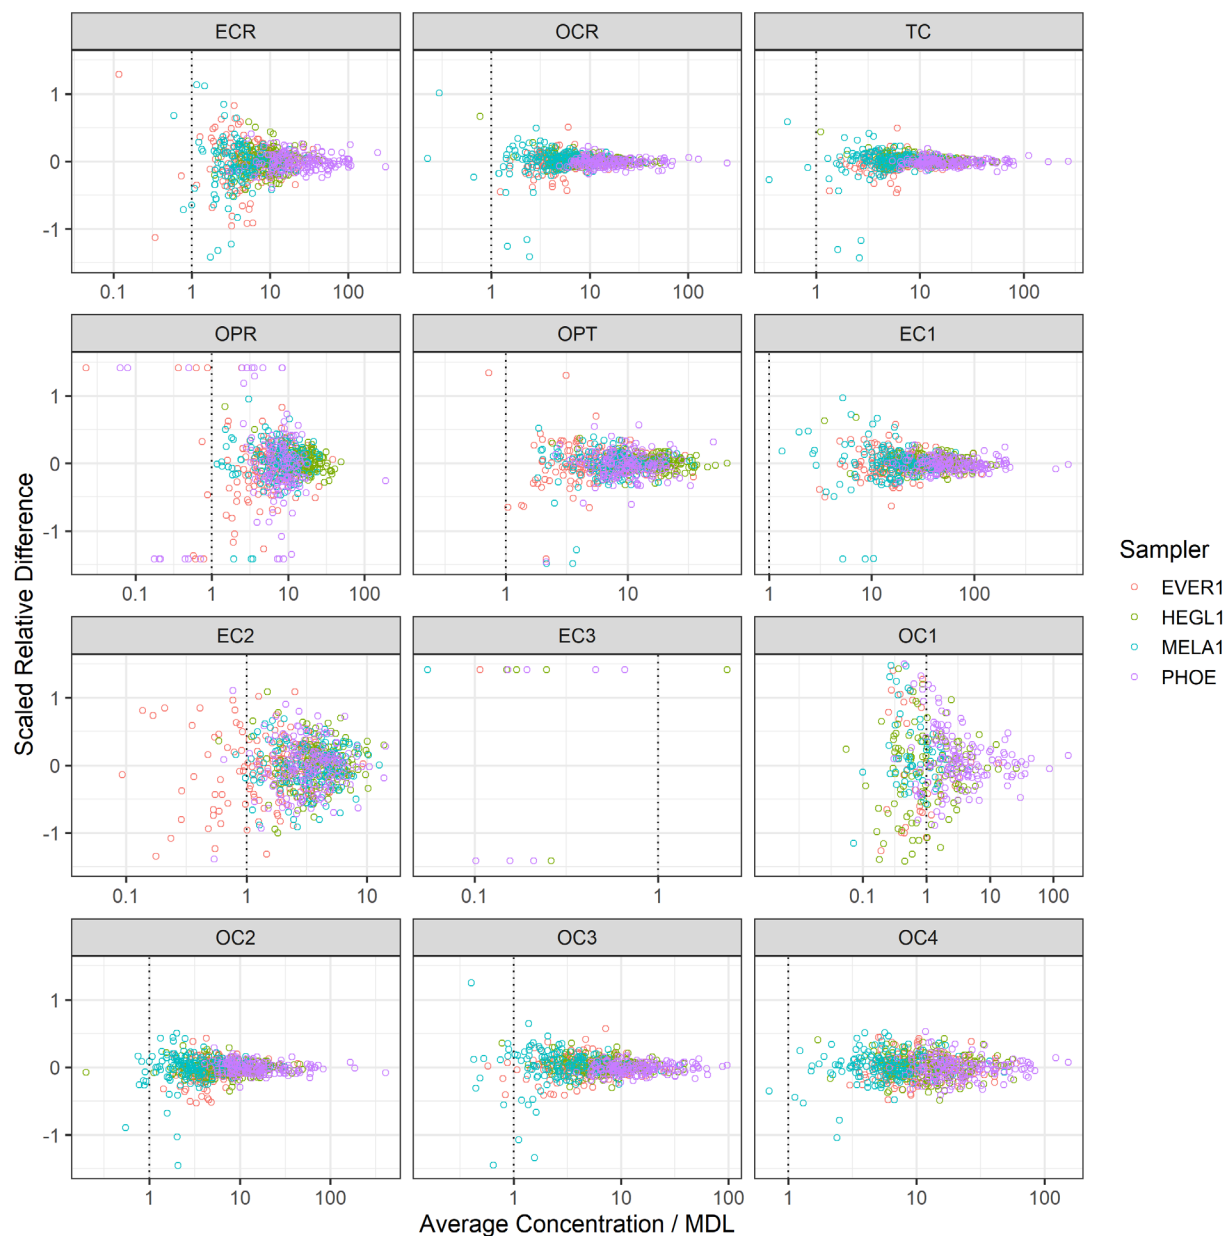 ECR OCR TC
1
0
-1
0.1 1 10 100 1 10 100 1 10 100
OPR OPT EC1
1
0
-1
0.1 1 10 100 1 10 1 10 100
EC2 EC3 OC1
1
0
-1
0.1 1 10 0.1 1 0.1 1 10 100
OC2 OC3 OC4
1
0
-1
1 10 100 1 10 100 1 10 100
Scaled Relative Difference
Average Concentration / MDL
Sampler
EVER1
HEGL1
MELA1
PHOE